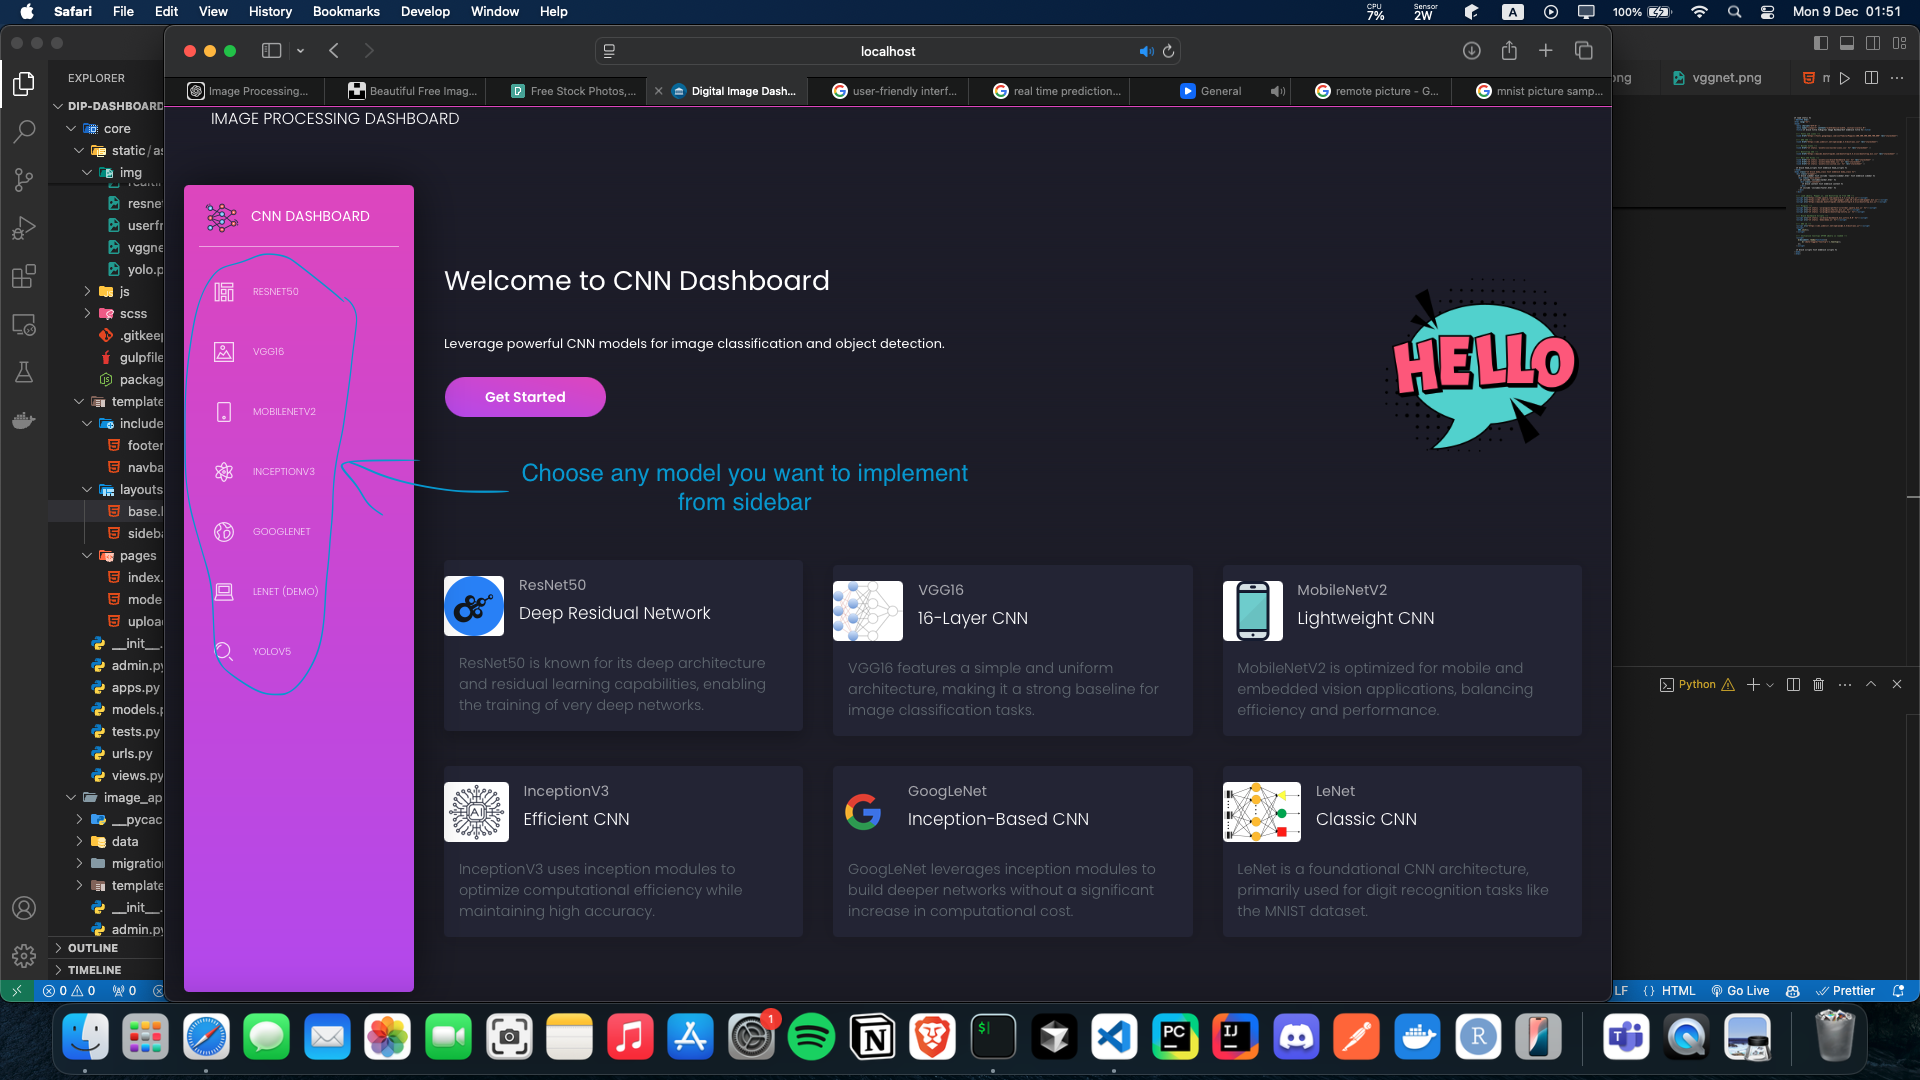 Safari File Edit View History Bookmarks Develop Window Help
CPU 7% Sensor 2W A 100% Mon 9 Dec 01:51
localhost
Image Processing... Beautiful Free Imag... Free Stock Photos,... Digital Image Dash... user-friendly interf... real time prediction... General remote picture - G... mnist picture samp...
EXPLORER
DIP-DASHBOARD
core
static / as
img
resne
userfr
vggne
yolo.p
js
scss
.gitkeep
gulpfile
packag
template
include
footer
navba
layouts
base.l
sideba
pages
index.
mode
uploa
__init__.
admin.py
apps.py
models.p
tests.py
urls.py
views.py
image_ap
__pycac
data
migratio
template
__init__.
admin.py
OUTLINE
TIMELINE
0 0 0
ng vggnet.png m
IMAGE PROCESSING DASHBOARD
CNN DASHBOARD
RESNET50
VGG16
MOBILENETV2
INCEPTIONV3
GOOGLENET
LENET (DEMO)
YOLOV5
Welcome to CNN Dashboard
Leverage powerful CNN models for image classification and object detection.
Get Started
HELLO
Choose any model you want to implement
from sidebar
ResNet50
Deep Residual Network
ResNet50 is known for its deep architecture
and residual learning capabilities, enabling
the training of very deep networks.
VGG16
16-Layer CNN
VGG16 features a simple and uniform
architecture, making it a strong baseline for
image classification tasks.
MobileNetV2
Lightweight CNN
MobileNetV2 is optimized for mobile and
embedded vision applications, balancing
efficiency and performance.
InceptionV3
Efficient CNN
AI
InceptionV3 uses inception modules to
optimize computational efficiency while
maintaining high accuracy.
GoogLeNet
Inception-Based CNN
GoogLeNet leverages inception modules to
build deeper networks without a significant
increase in computational cost.
LeNet
Classic CNN
LeNet is a foundational CNN architecture,
primarily used for digit recognition tasks like
the MNIST dataset.
Python
LF {} HTML Go Live Prettier
1 $ PC IJ R